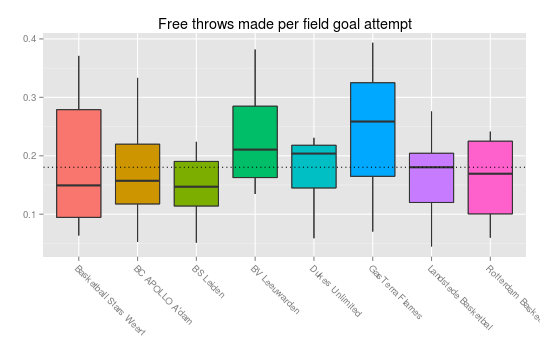 Free throws made per field goal attempt
0.4
0.3
0.2
0.1
Basketball Stars Weert
BC APOLLO A'dam
BS Leiden
BV Leeuwarden
Dukes Unlimited
GasTerra Flames
Landstede Basketbal
Rotterdam Baske